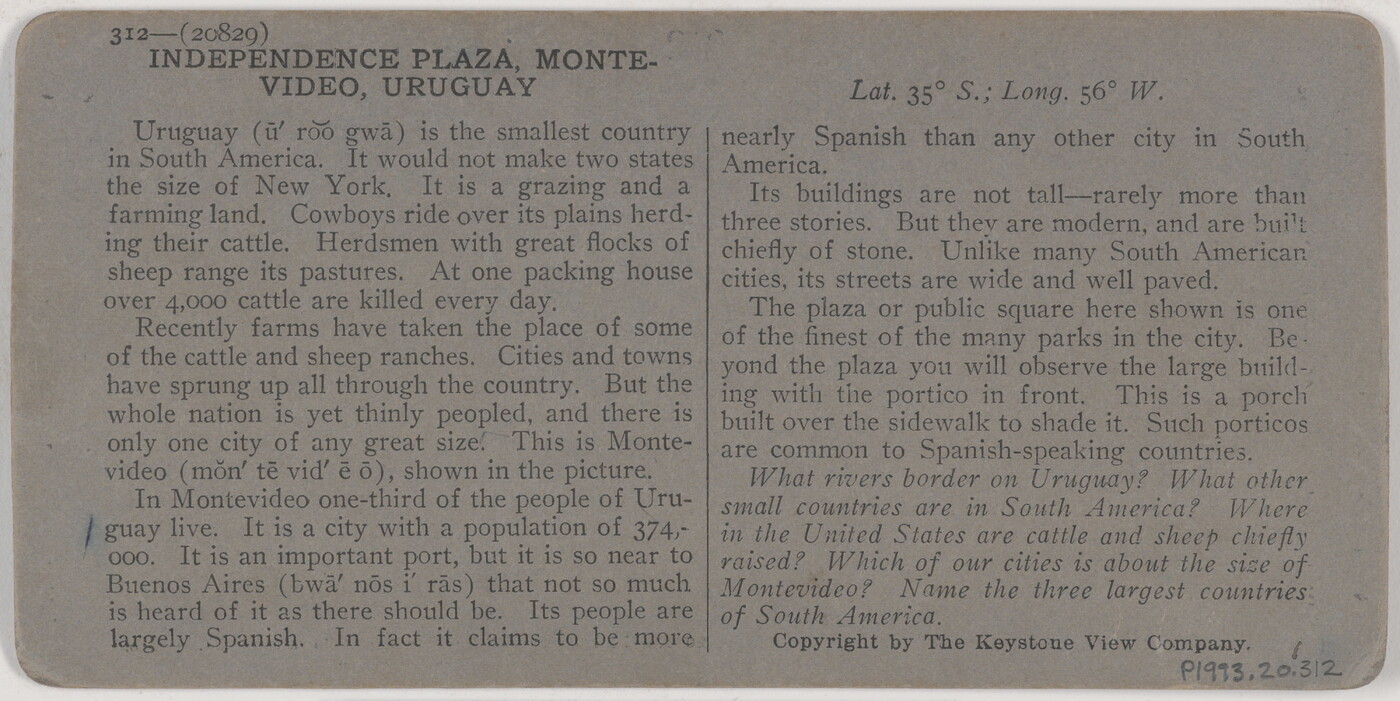 312—(20829)
INDEPENDENCE PLAZA, MONTE-
VIDEO, URUGUAY
Uruguay (ū′ ro͝o gwā) is the smallest country
in South America. It would not make two states
the size of New York. It is a grazing and a
farming land. Cowboys ride over its plains herd-
ing their cattle. Herdsmen with great flocks of
sheep range its pastures. At one packing house
over 4,000 cattle are killed every day.
Recently farms have taken the place of some
of the cattle and sheep ranches. Cities and towns
have sprung up all through the country. But the
whole nation is yet thinly peopled, and there is
only one city of any great size. This is Monte-
video (mŏn′ tē vid′ ē ō), shown in the picture.
In Montevideo one-third of the people of Uru-
guay live. It is a city with a population of 374,-
000. It is an important port, but it is so near to
Buenos Aires (bwā′ nōs i′ rās) that not so much
is heard of it as there should be. Its people are
largely Spanish. In fact it claims to be more
Lat. 35° S.; Long. 56° W.
nearly Spanish than any other city in South
America.
Its buildings are not tall—rarely more than
three stories. But they are modern, and are built
chiefly of stone. Unlike many South American
cities, its streets are wide and well paved.
The plaza or public square here shown is one
of the finest of the many parks in the city. Be-
yond the plaza you will observe the large build-
ing with the portico in front. This is a porch
built over the sidewalk to shade it. Such porticos
are common to Spanish-speaking countries.
What rivers border on Uruguay? What other
small countries are in South America? Where
in the United States are cattle and sheep chiefly
raised? Which of our cities is about the size of
Montevideo? Name the three largest countries
of South America.
Copyright by The Keystone View Company.
P1993.20.312